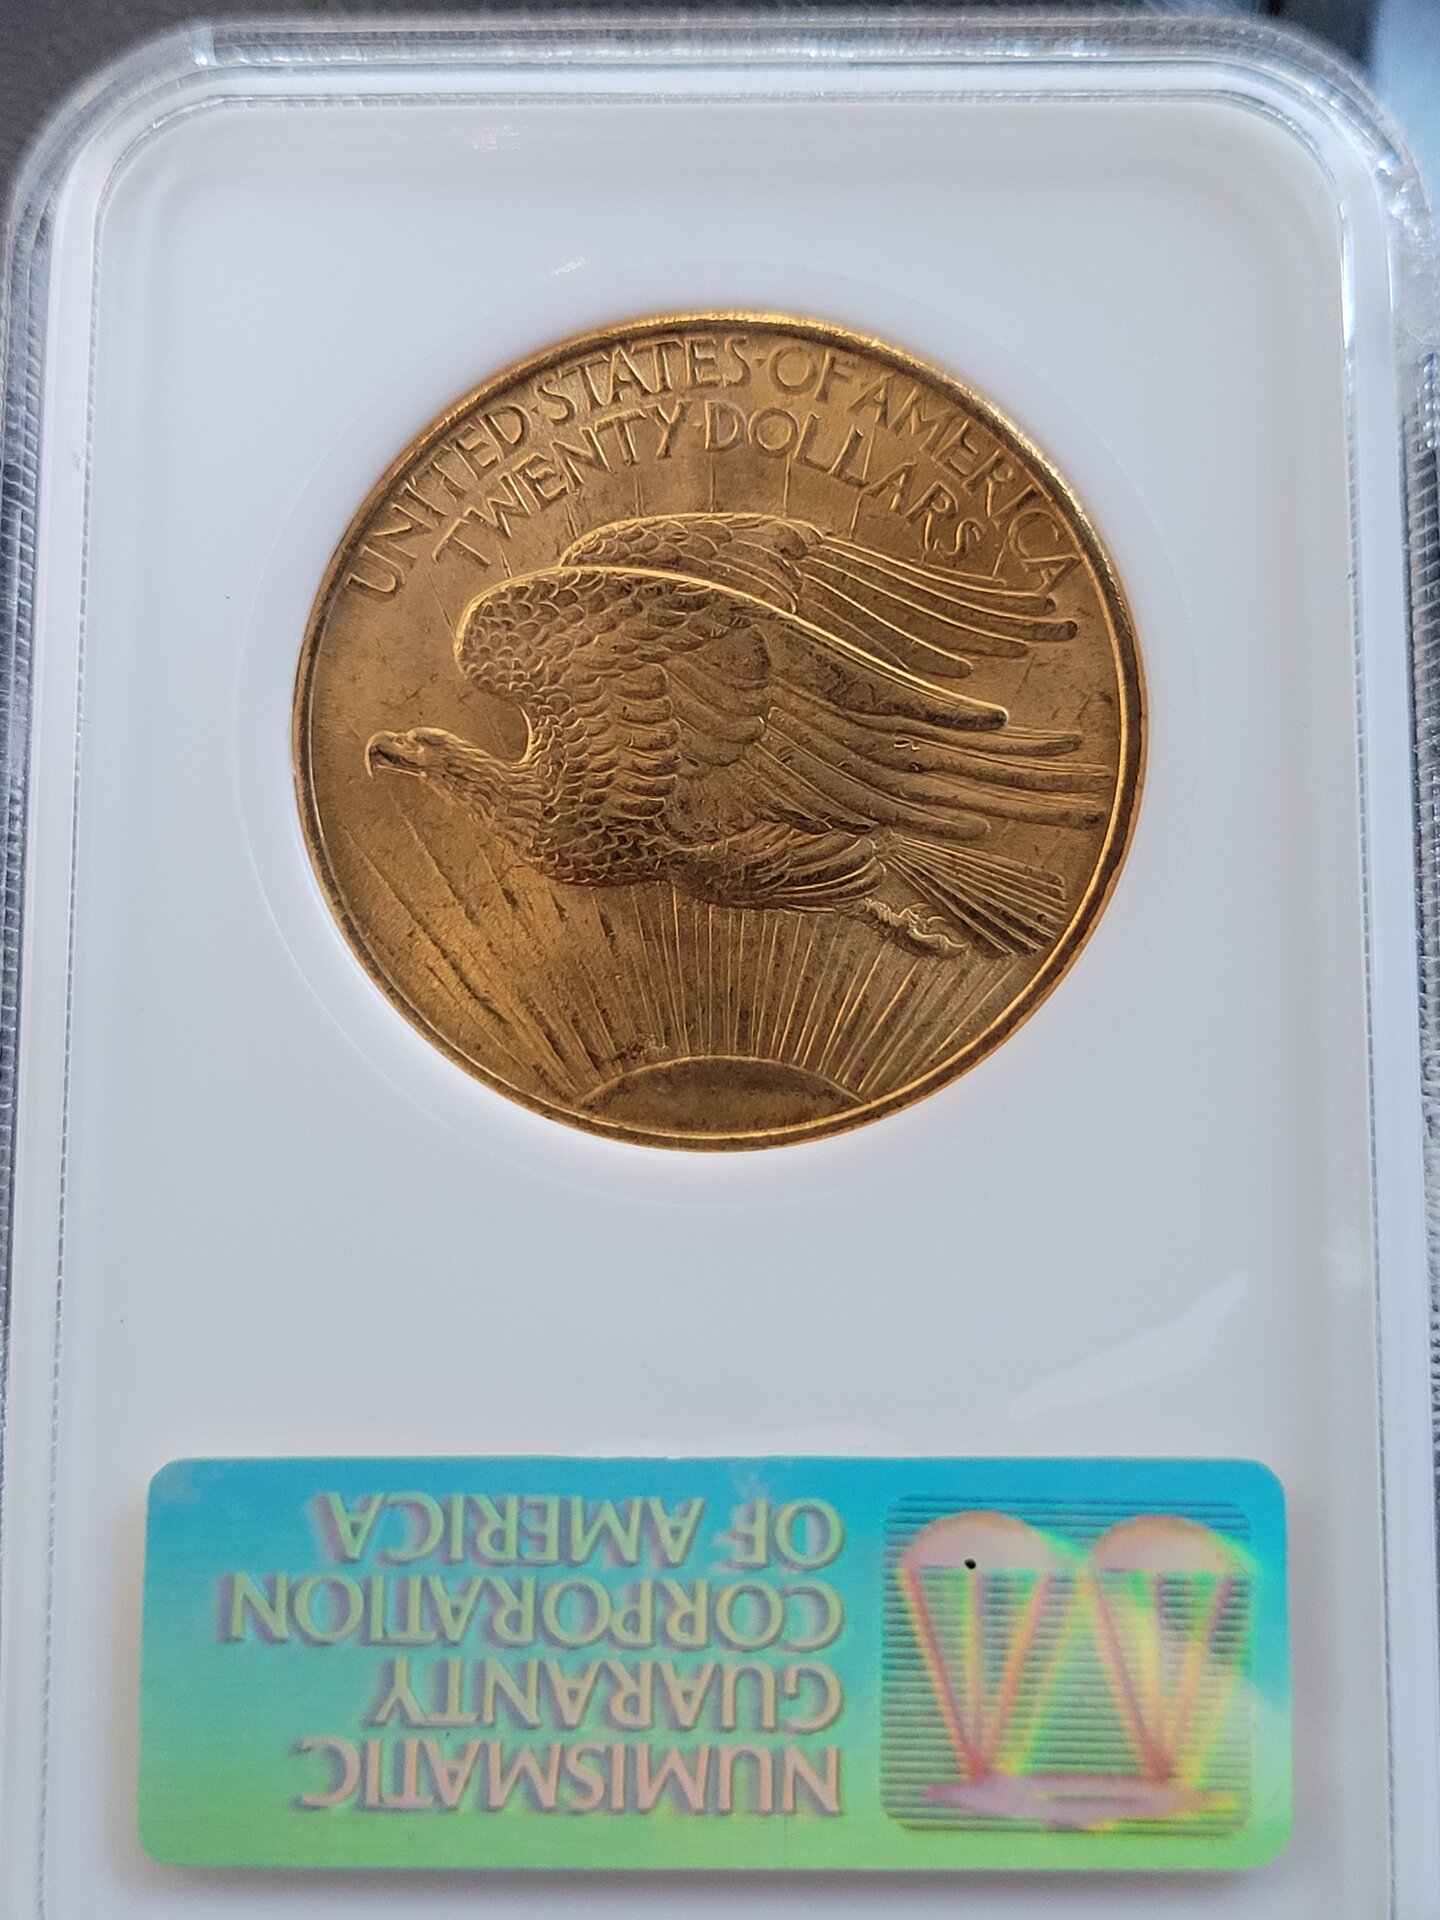 UNITED·STATES·OF·AMERICA
TWENTY·DOLLARS
NUMISMATIC
GUARANTY
CORPORATION
OF AMERICA